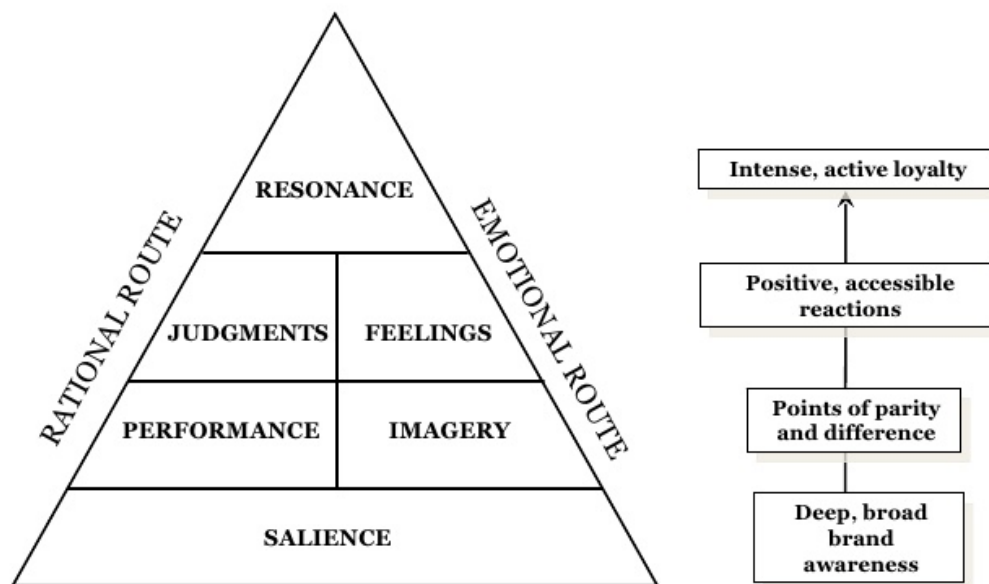 RESONANCE
RATIONAL ROUTE
EMOTIONAL ROUTE
JUDGMENTS
FEELINGS
PERFORMANCE
IMAGERY
SALIENCE
Intense, active loyalty
Positive, accessible
reactions
Points of parity
and difference
Deep, broad
brand
awareness